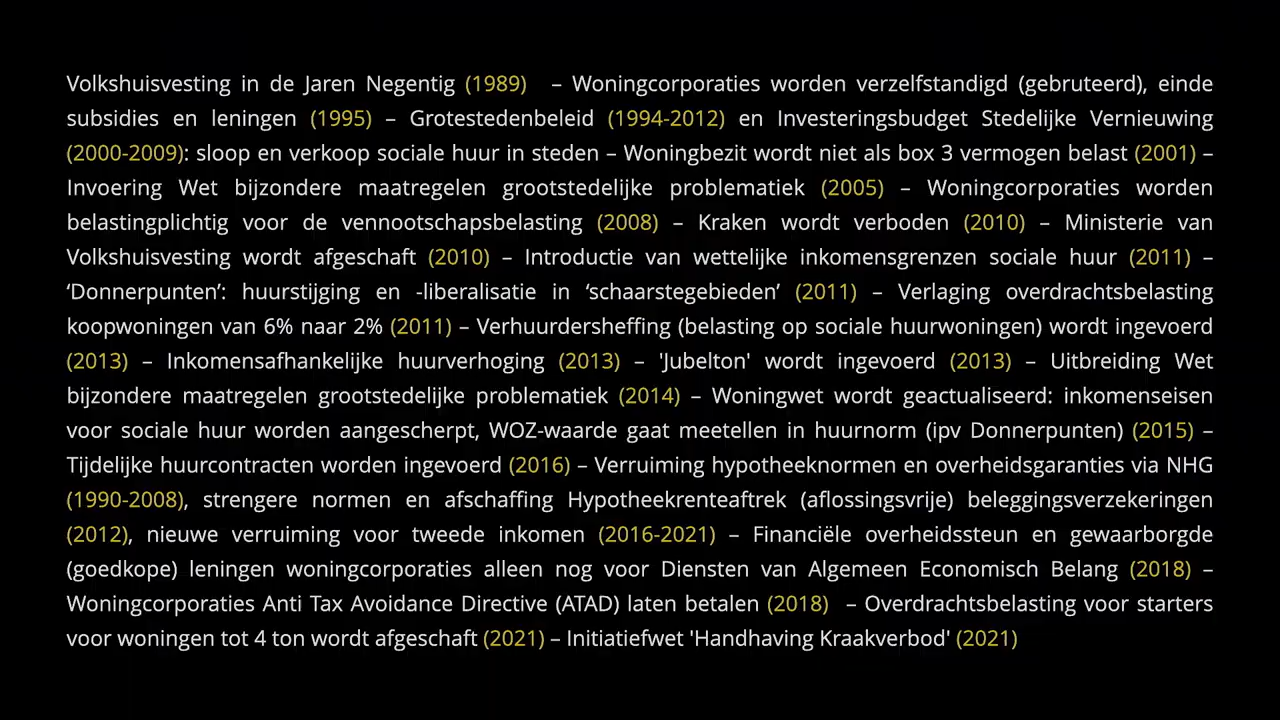 Volkshuisvesting in de Jaren Negentig (1989) – Woningcorporaties worden verzelfstandigd (gebruteerd), einde
subsidies en leningen (1995) – Grotestedenbeleid (1994-2012) en Investeringsbudget Stedelijke Vernieuwing
(2000-2009): sloop en verkoop sociale huur in steden – Woningbezit wordt niet als box 3 vermogen belast (2001) –
Invoering Wet bijzondere maatregelen grootstedelijke problematiek (2005) – Woningcorporaties worden
belastingplichtig voor de vennootschapsbelasting (2008) – Kraken wordt verboden (2010) – Ministerie van
Volkshuisvesting wordt afgeschaft (2010) – Introductie van wettelijke inkomensgrenzen sociale huur (2011) –
‘Donnerpunten’: huurstijging en -liberalisatie in ‘schaarstegebieden’ (2011) – Verlaging overdrachtsbelasting
koopwoningen van 6% naar 2% (2011) – Verhuurdersheffing (belasting op sociale huurwoningen) wordt ingevoerd
(2013) – Inkomensafhankelijke huurverhoging (2013) – 'Jubelton' wordt ingevoerd (2013) – Uitbreiding Wet
bijzondere maatregelen grootstedelijke problematiek (2014) – Woningwet wordt geactualiseerd: inkomenseisen
voor sociale huur worden aangescherpt, WOZ-waarde gaat meetellen in huurnorm (ipv Donnerpunten) (2015) –
Tijdelijke huurcontracten worden ingevoerd (2016) – Verruiming hypotheeknormen en overheidsgaranties via NHG
(1990-2008), strengere normen en afschaffing Hypotheekrenteaftrek (aflossingsvrije) beleggingsverzekeringen
(2012), nieuwe verruiming voor tweede inkomen (2016-2021) – Financiële overheidssteun en gewaarborgde
(goedkope) leningen woningcorporaties alleen nog voor Diensten van Algemeen Economisch Belang (2018) –
Woningcorporaties Anti Tax Avoidance Directive (ATAD) laten betalen (2018) – Overdrachtsbelasting voor starters
voor woningen tot 4 ton wordt afgeschaft (2021) – Initiatiefwet 'Handhaving Kraakverbod' (2021)